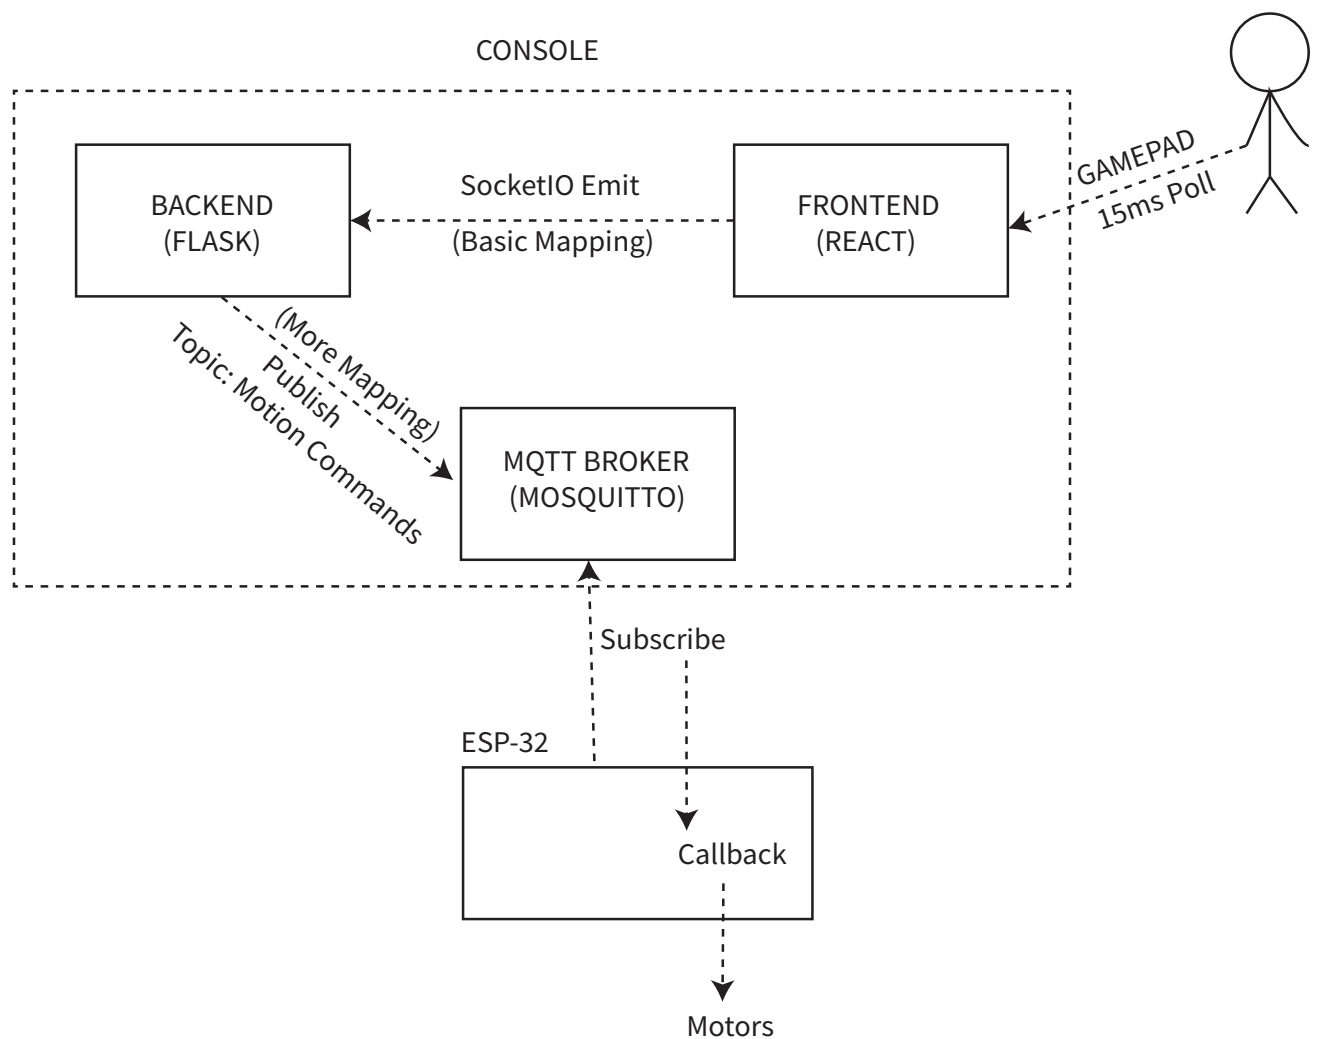 CONSOLE
GAMEPAD
15ms Poll
BACKEND
(FLASK)
SocketIO Emit
(Basic Mapping)
FRONTEND
(REACT)
(More Mapping)
Publish
Topic: Motion Commands
MQTT BROKER
(MOSQUITTO)
Subscribe
ESP-32
Callback
Motors